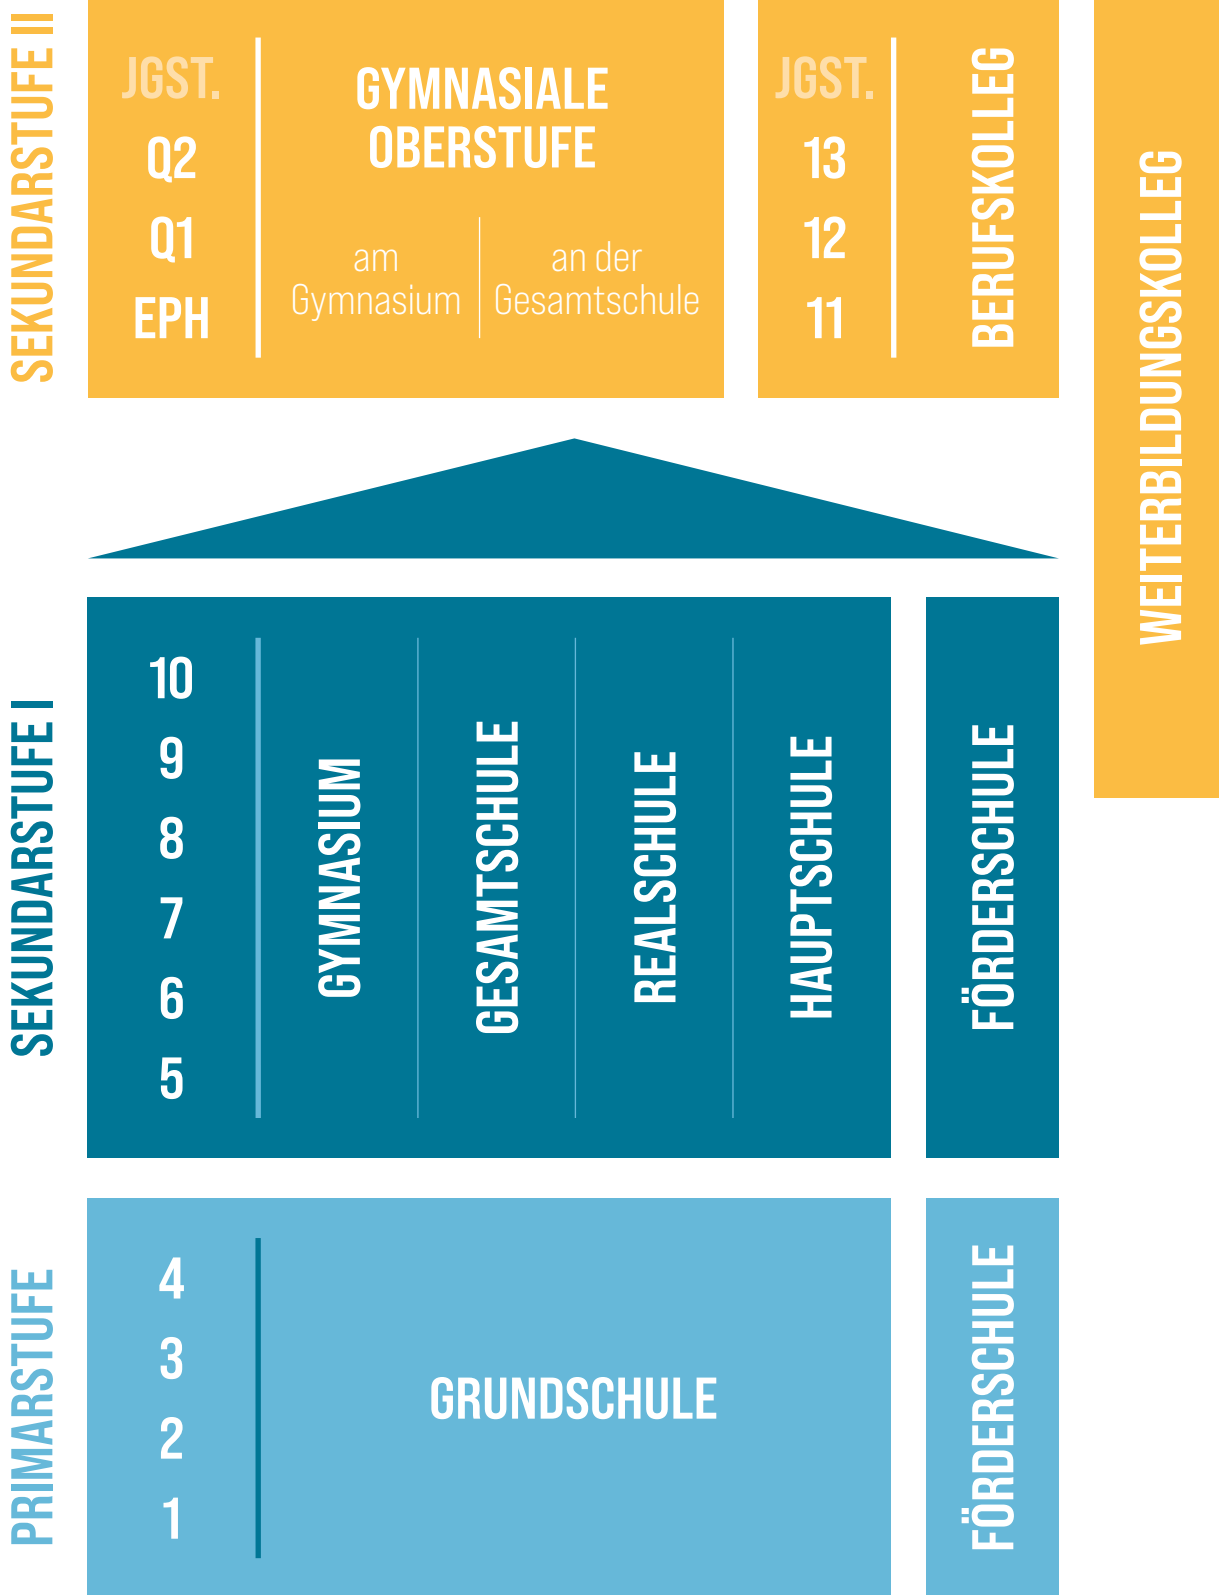 SEKUNDARSTUFE II
JGST.
Q2
Q1
EPH
GYMNASIALE
OBERSTUFE
am
Gymnasium
an der
Gesamtschule
JGST.
13
12
11
BERUFSKOLLEG
WEITERBILDUNGSKOLLEG
SEKUNDARSTUFE I
10
9
8
7
6
5
GYMNASIUM
GESAMTSCHULE
REALSCHULE
HAUPTSCHULE
FÖRDERSCHULE
PRIMARSTUFE
4
3
2
1
GRUNDSCHULE
FÖRDERSCHULE